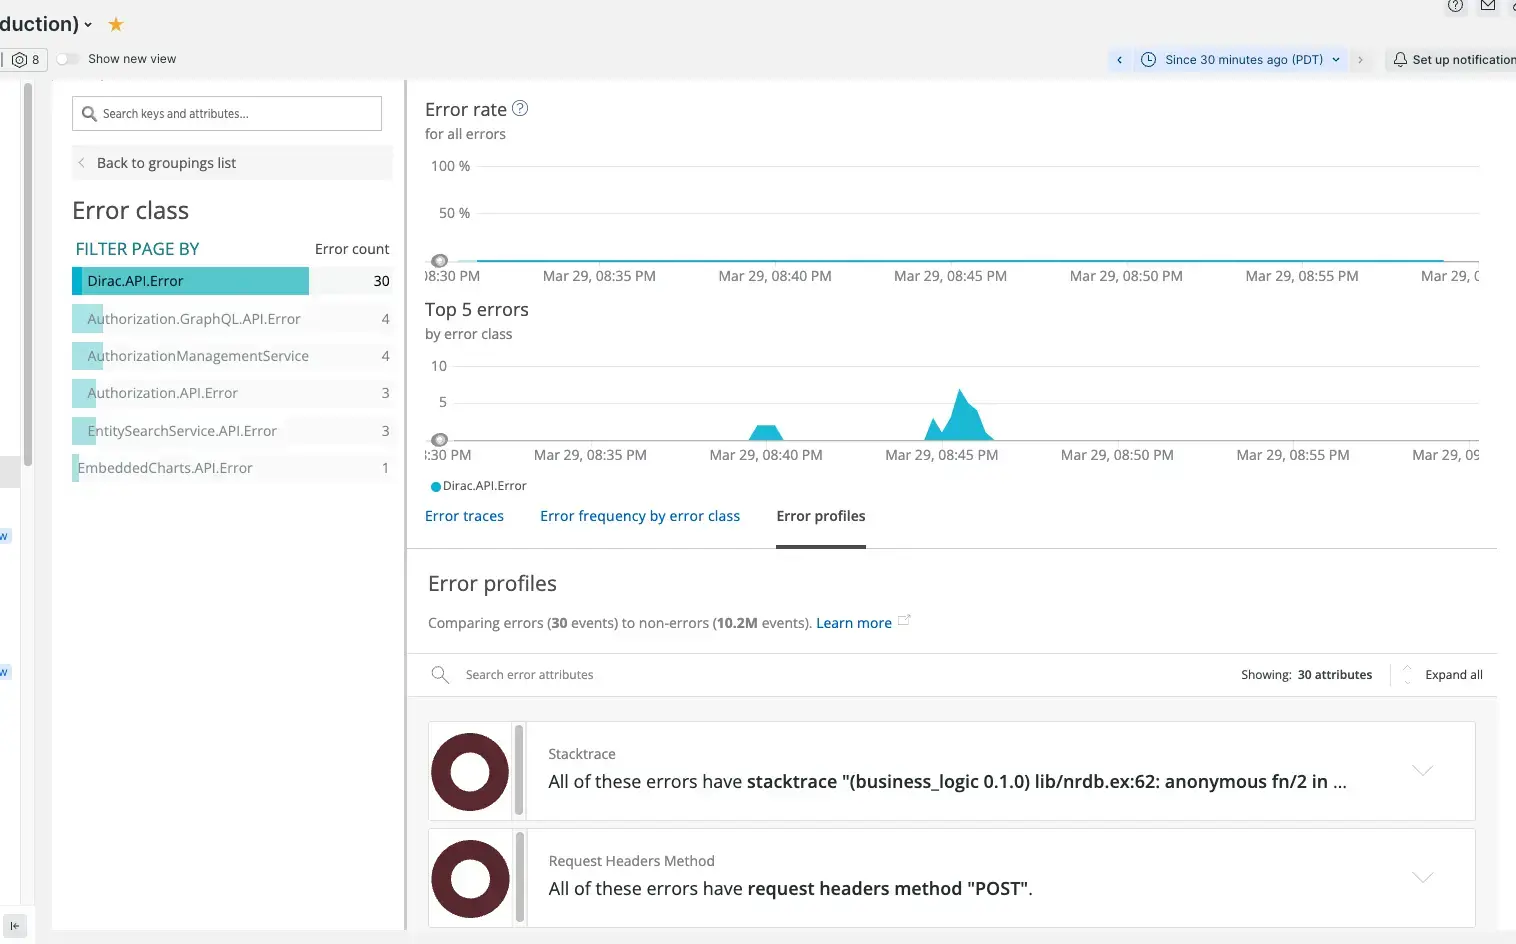 duction)
8 Show new view
Since 30 minutes ago (PDT)
Set up notification
Search keys and attributes...
Back to groupings list
Error class
FILTER PAGE BY Error count
Dirac.API.Error 30
Authorization.GraphQL.API.Error 4
AuthorizationManagementService 4
Authorization.API.Error 3
EntitySearchService.API.Error 3
EmbeddedCharts.API.Error 1
w
w
Error rate
for all errors
100 %
50 %
08:30 PM Mar 29, 08:35 PM Mar 29, 08:40 PM Mar 29, 08:45 PM Mar 29, 08:50 PM Mar 29, 08:55 PM Mar 29, 0
Top 5 errors
by error class
10
5
:30 PM Mar 29, 08:35 PM Mar 29, 08:40 PM Mar 29, 08:45 PM Mar 29, 08:50 PM Mar 29, 08:55 PM Mar 29, 09
Dirac.API.Error
Error traces Error frequency by error class Error profiles
Error profiles
Comparing errors (30 events) to non-errors (10.2M events). Learn more
Search error attributes
Showing: 30 attributes
Expand all
Stacktrace
All of these errors have stacktrace "(business_logic 0.1.0) lib/nrdb.ex:62: anonymous fn/2 in ...
Request Headers Method
All of these errors have request headers method "POST".